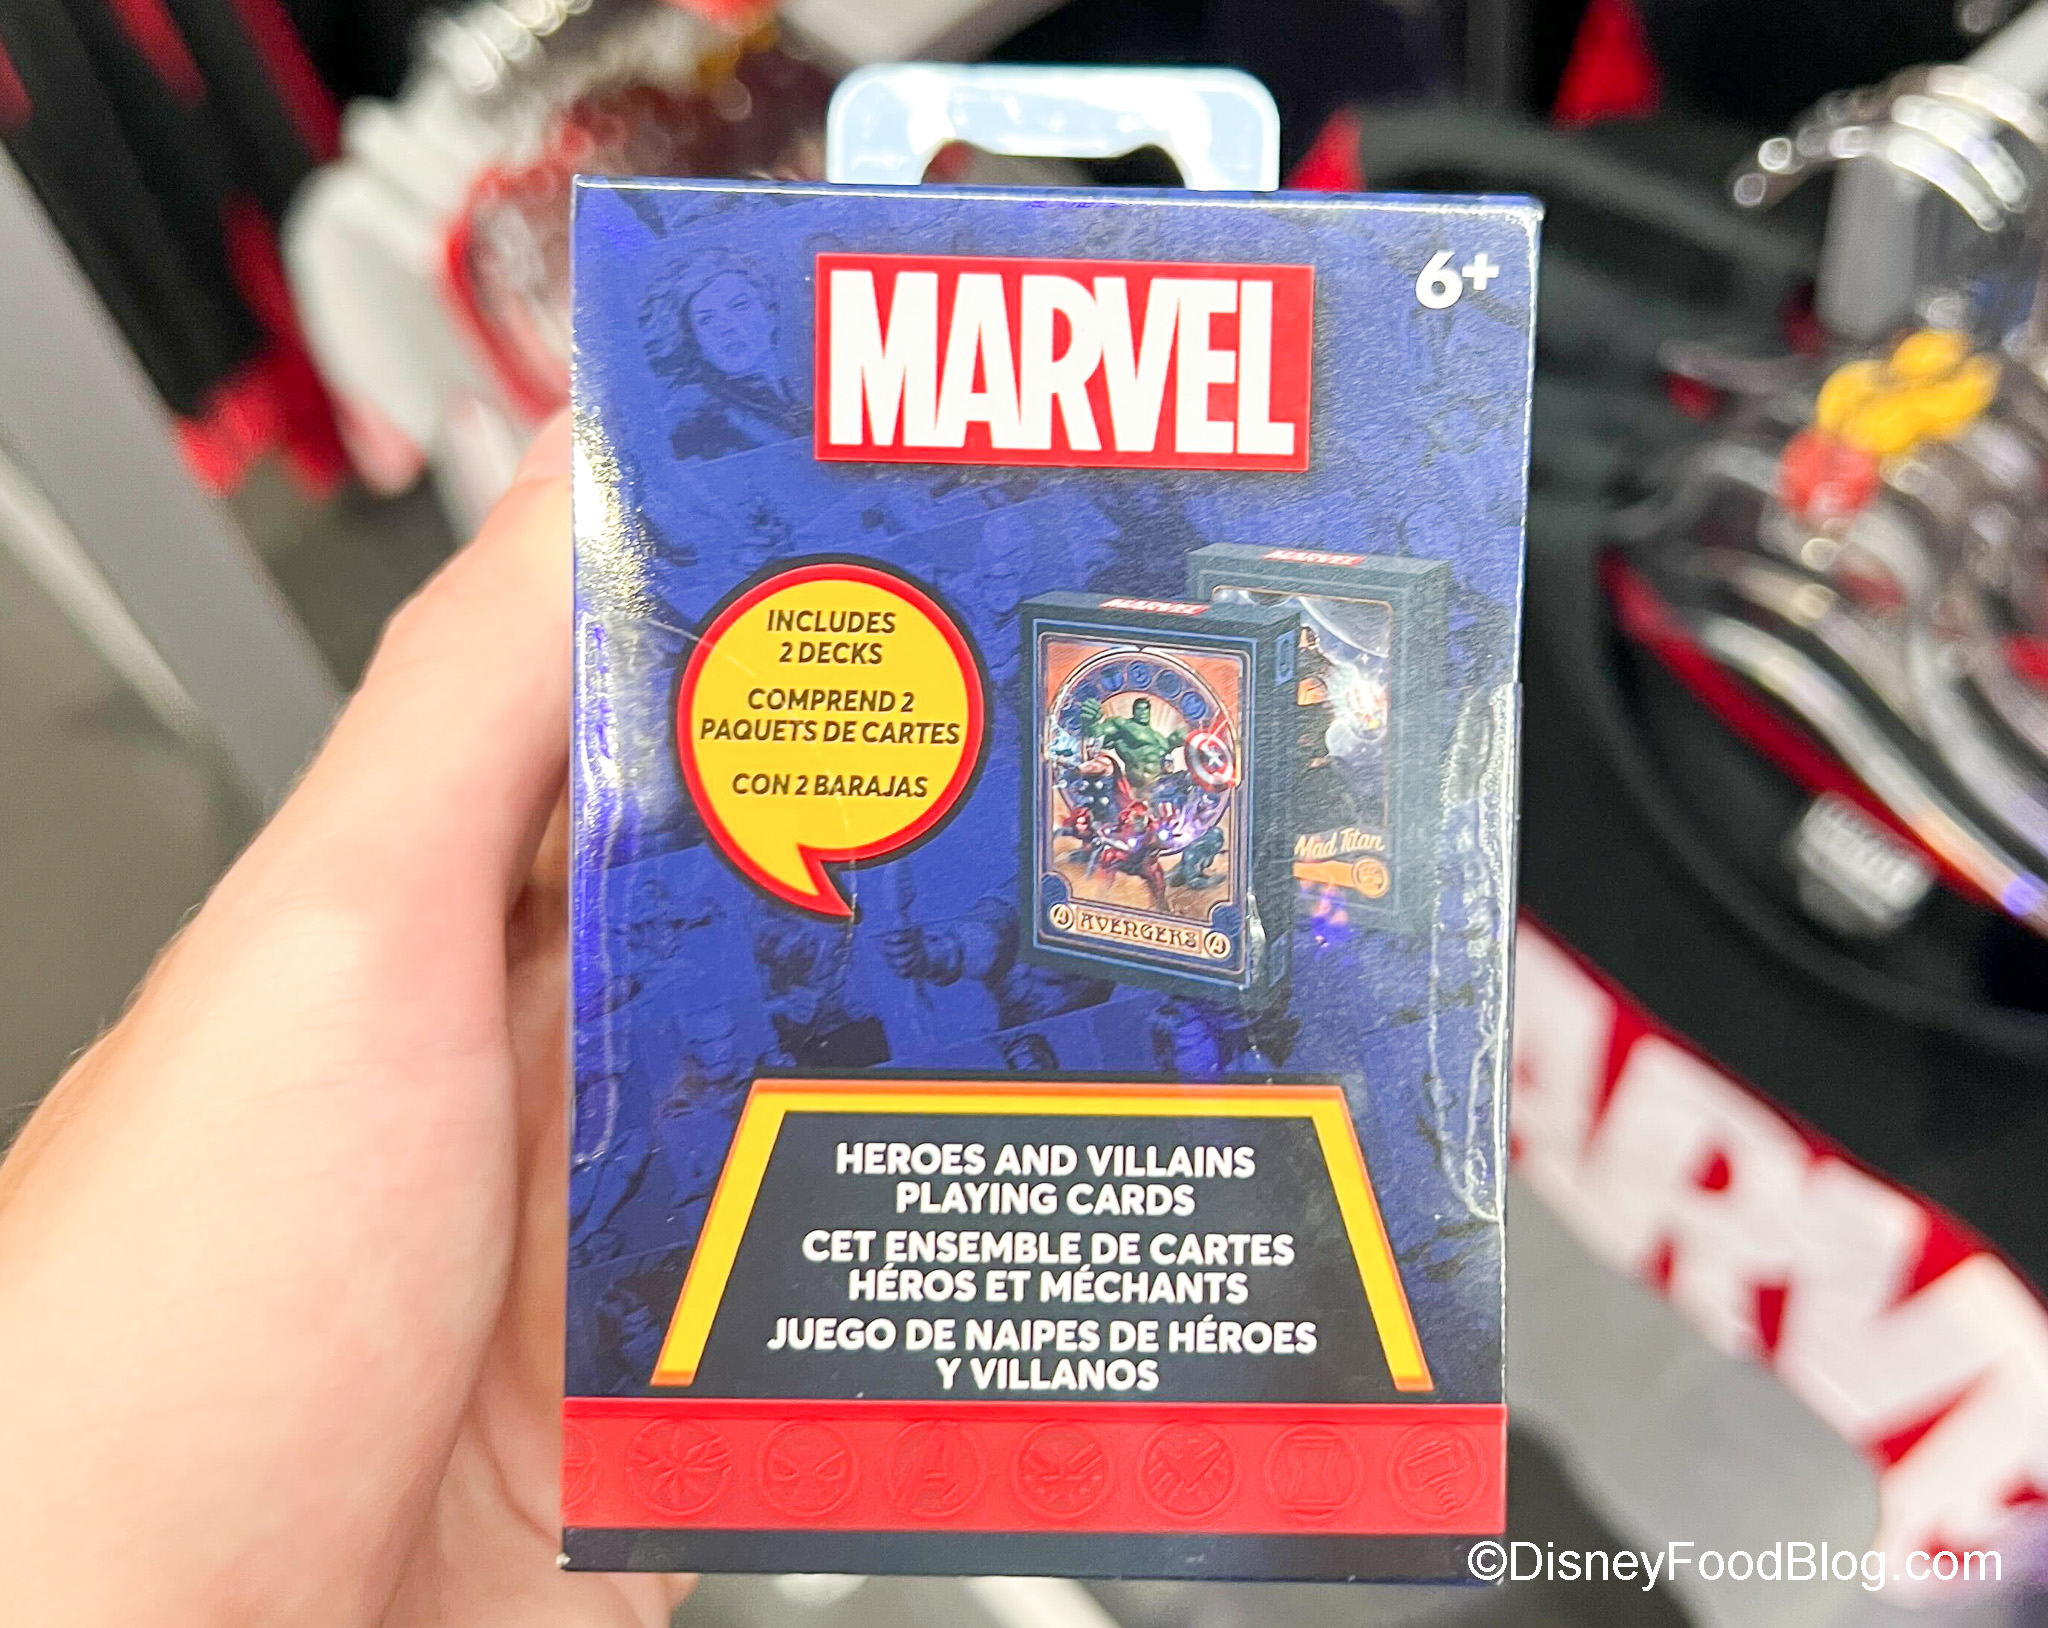 MARVEL
6+
INCLUDES
2 DECKS
COMPREND 2
PAQUETS DE CARTES
CON 2 BARAJAS
MARVEL
MARVEL
Mad Titan
AVENGERS
HEROES AND VILLAINS
PLAYING CARDS
CET ENSEMBLE DE CARTES
HÉROS ET MÉCHANTS
JUEGO DE NAIPES DE HÉROES
Y VILLANOS
©DisneyFoodBlog.com